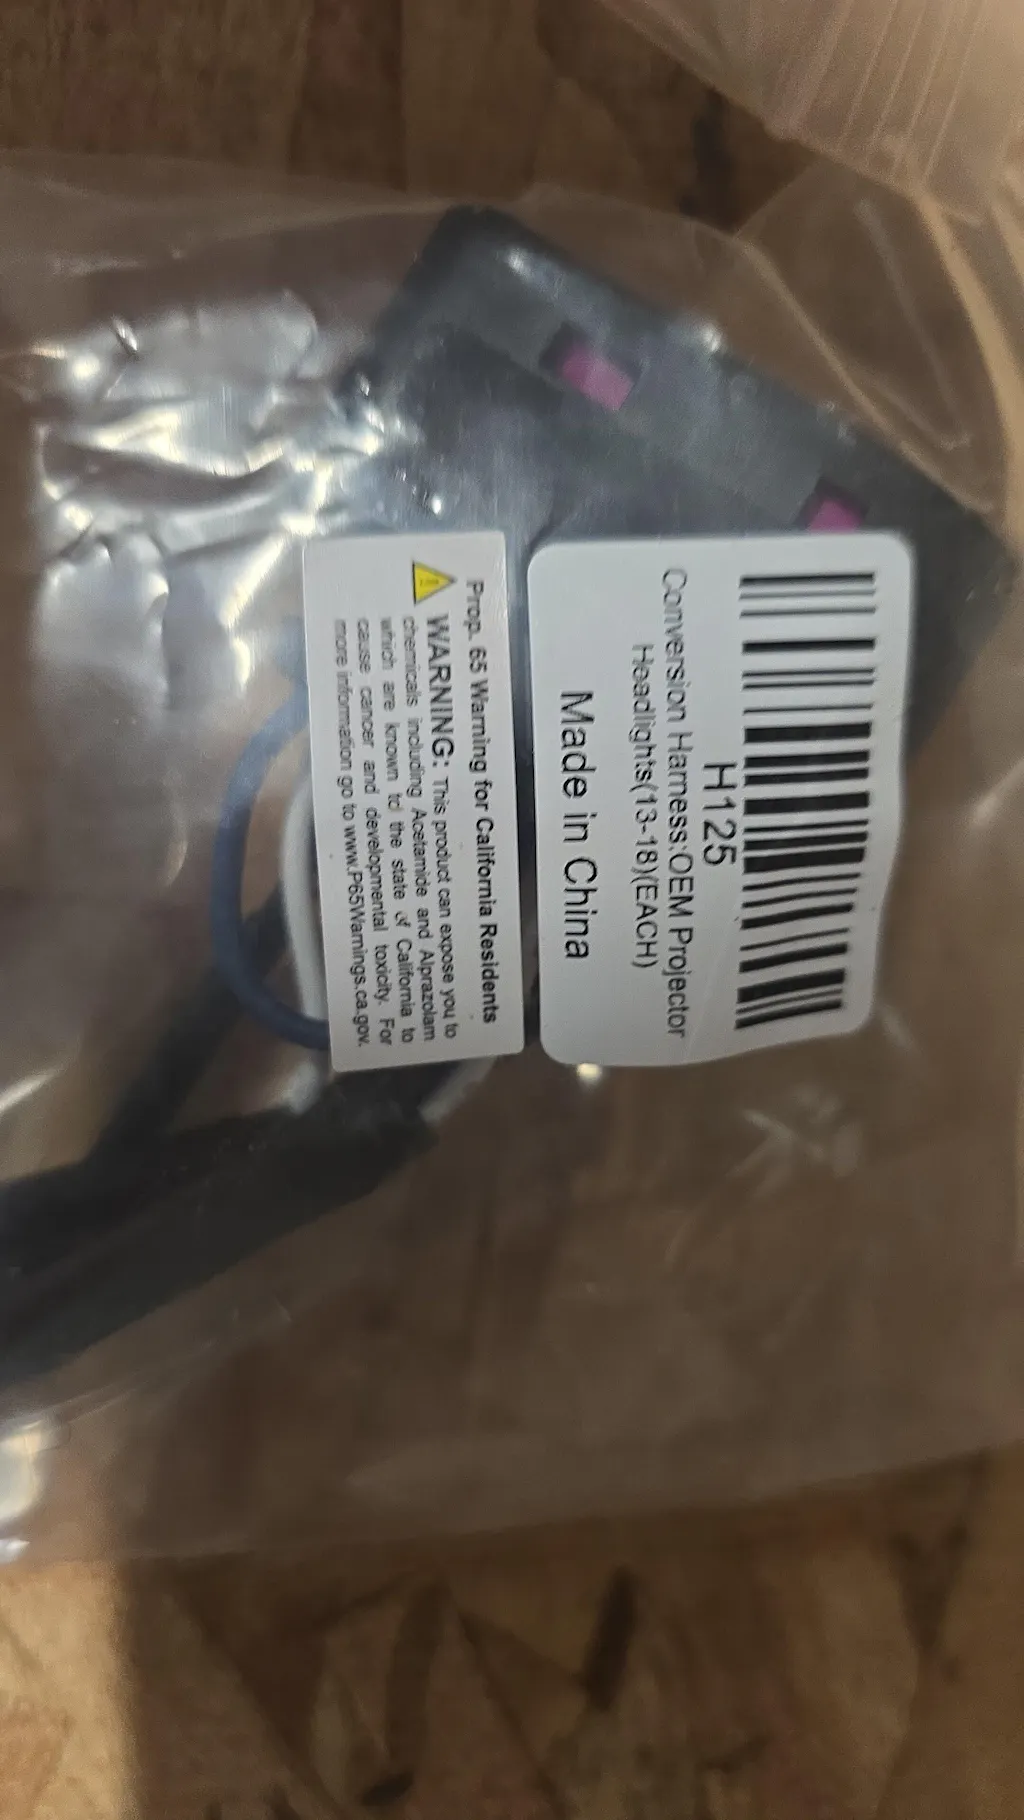 H125
Conversion Harness:OEM Projector
Headlights(13-18)(EACH)
Made in China
Prop. 65 Warning for California Residents
WARNING: This product can expose you to
chemicals including Acetamide and Alprazolam
which are known to the state of California to
cause cancer and developmental toxicity. For
more information go to www.P65Warnings.ca.gov.